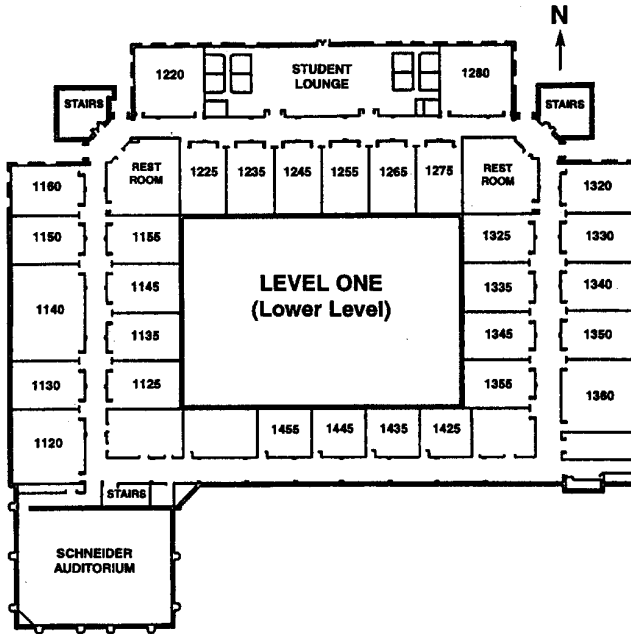 N
1220
STUDENT
LOUNGE
1280
STAIRS
STAIRS
REST
ROOM
1225
1235
1245
1255
1265
1275
REST
ROOM
1160
1320
1150
1155
1325
1330
LEVEL ONE
(Lower Level)
1140
1145
1335
1340
1135
1345
1350
1130
1125
1355
1360
1120
1455
1445
1435
1425
STAIRS
SCHNEIDER
AUDITORIUM